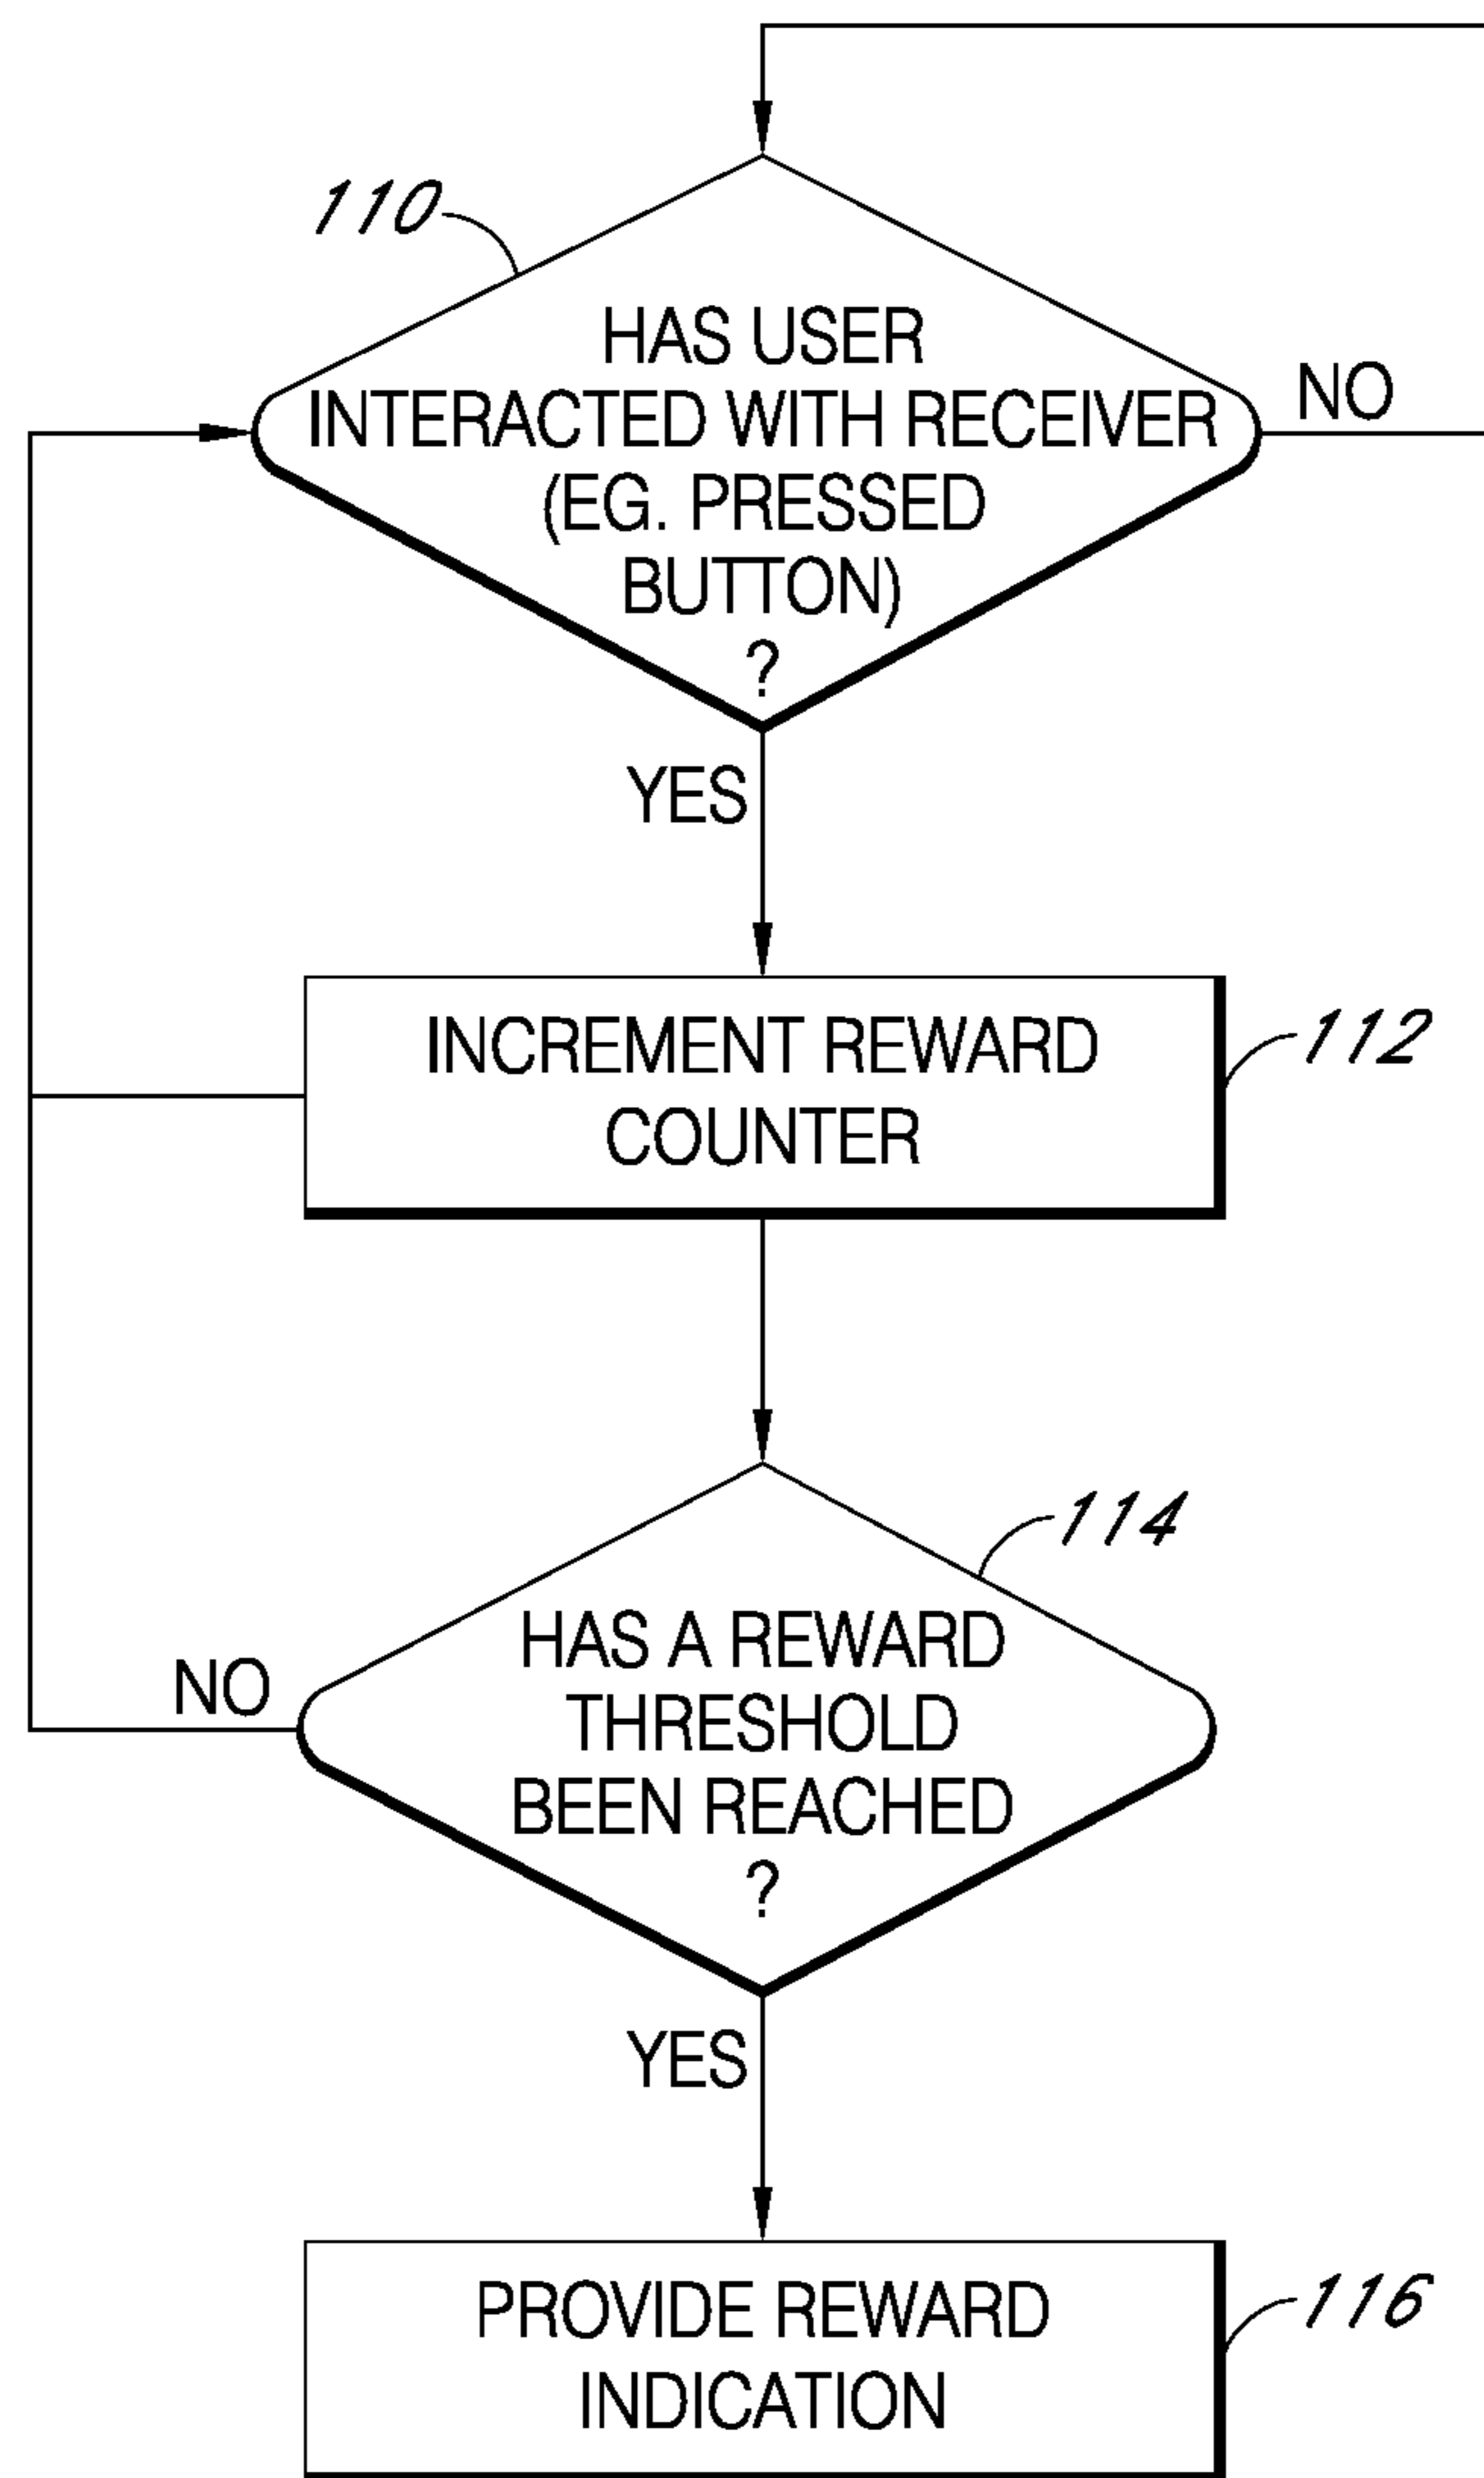 110
HAS USER
INTERACTED WITH RECEIVER
(EG. PRESSED
BUTTON)
?
NO
YES
INCREMENT REWARD
COUNTER
112
114
HAS A REWARD
THRESHOLD
BEEN REACHED
?
NO
YES
PROVIDE REWARD
INDICATION
116